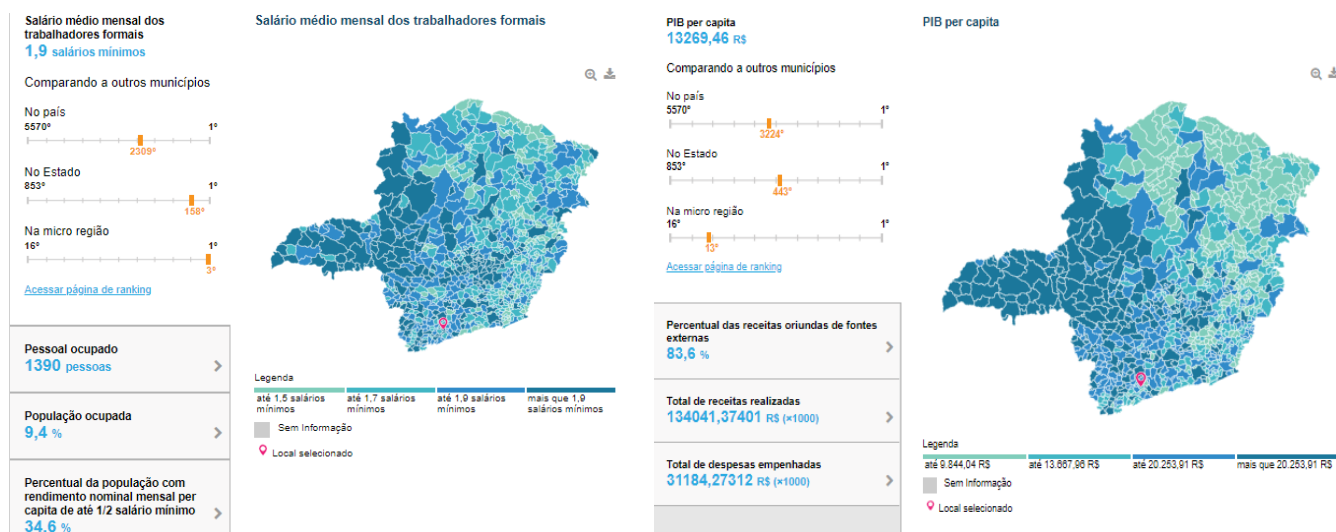 Salário médio mensal dos
trabalhadores formais
1,9 salários mínimos
Comparando a outros municípios
No país
5570° 1°
2309°
No Estado
853° 1°
158°
Na micro região
16° 1°
3°
Acessar página de ranking
Pessoal ocupado
1390 pessoas
População ocupada
9,4 %
Percentual da população com
rendimento nominal mensal per
capita de até 1/2 salário mínimo
34,6 %
Salário médio mensal dos trabalhadores formais
Legenda
até 1,5 salários
mínimos
até 1,7 salários
mínimos
até 1,9 salários
mínimos
mais que 1,9
salários mínimos
Sem Informação
Local selecionado
PIB per capita
13269,46 R$
Comparando a outros municípios
No país
5570° 1°
3224°
No Estado
853° 1°
443°
Na micro região
16° 1°
13°
Acessar página de ranking
Percentual das receitas oriundas de fontes
externas
83,6 %
Total de receitas realizadas
134041,37401 R$ (×1000)
Total de despesas empenhadas
31184,27312 R$ (×1000)
PIB per capita
Legenda
até 9.844,04 R$
até 13.667,96 R$
até 20.253,91 R$
mais que 20.253,91 R$
Sem Informação
Local selecionado